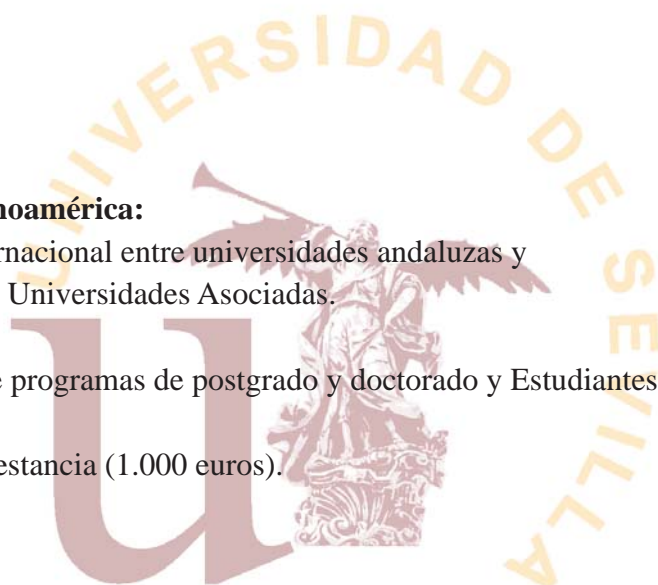 UNIVERSIDAD DE SEVILLA
noamérica:
rnacional entre universidades andaluzas y
Universidades Asociadas.
e programas de postgrado y doctorado y Estudiantes
estancia (1.000 euros).
u